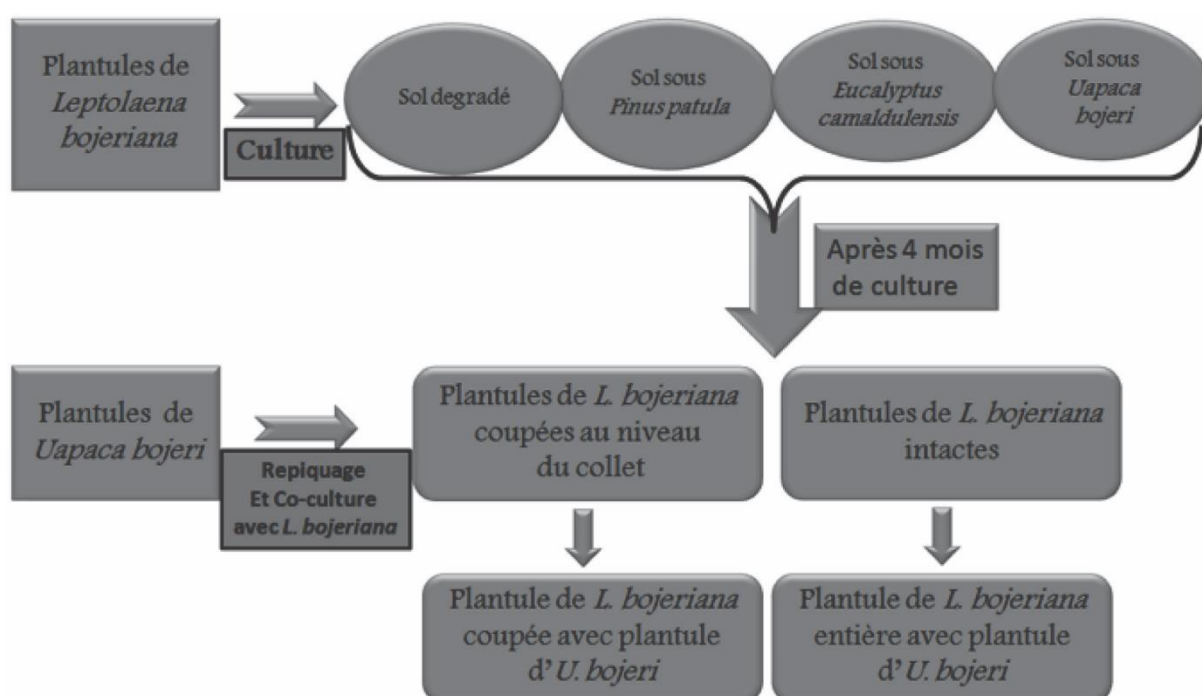 Plantules de
Leptolaena
bojeriana
Culture
Sol degradé
Sol sous
Pinus patula
Sol sous
Eucalyptus
camaldulensis
Sol sous
Uapaca
bojeri
Après 4 mois
de culture
Plantules de
Uapaca bojeri
Repiquage
Et Co-culture
avec L. bojeriana
Plantules de L. bojeriana
coupées au niveau
du collet
Plantules de L. bojeriana
intactes
Plantule de L. bojeriana
coupée avec plantule
d' U. bojeri
Plantule de L. bojeriana
entière avec plantule
d' U. bojeri